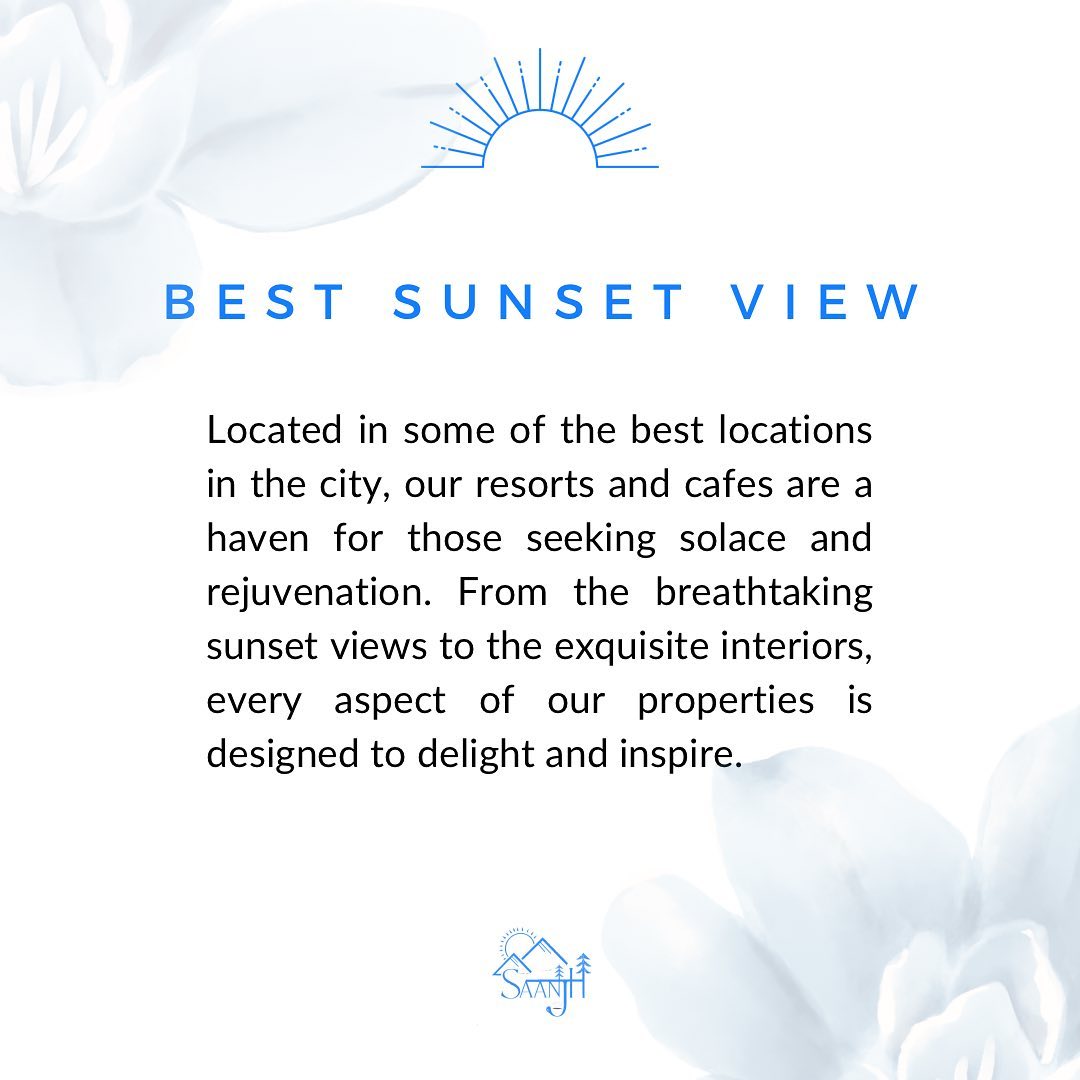 BEST SUNSET VIEW
Located in some of the best locations
in the city, our resorts and cafes are a
haven for those seeking solace and
rejuvenation. From the breathtaking
sunset views to the exquisite interiors,
every aspect of our properties is
designed to delight and inspire.
SAANJH